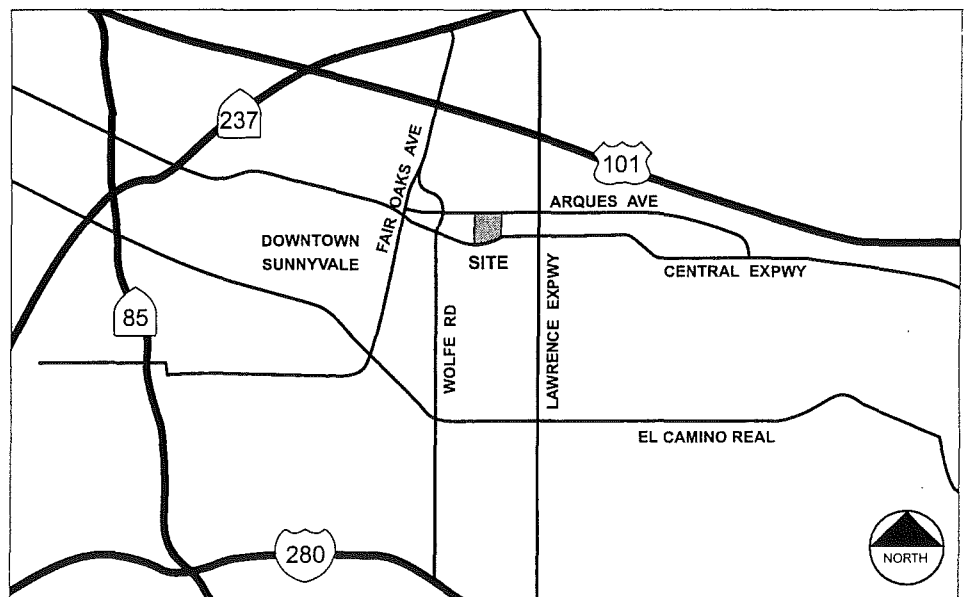 237
101
FAIR OAKS AVE
ARQUES AVE
DOWNTOWN
SUNNYVALE
SITE
CENTRAL EXPWY
85
WOLFE RD
LAWRENCE EXPWY
EL CAMINO REAL
280
NORTH